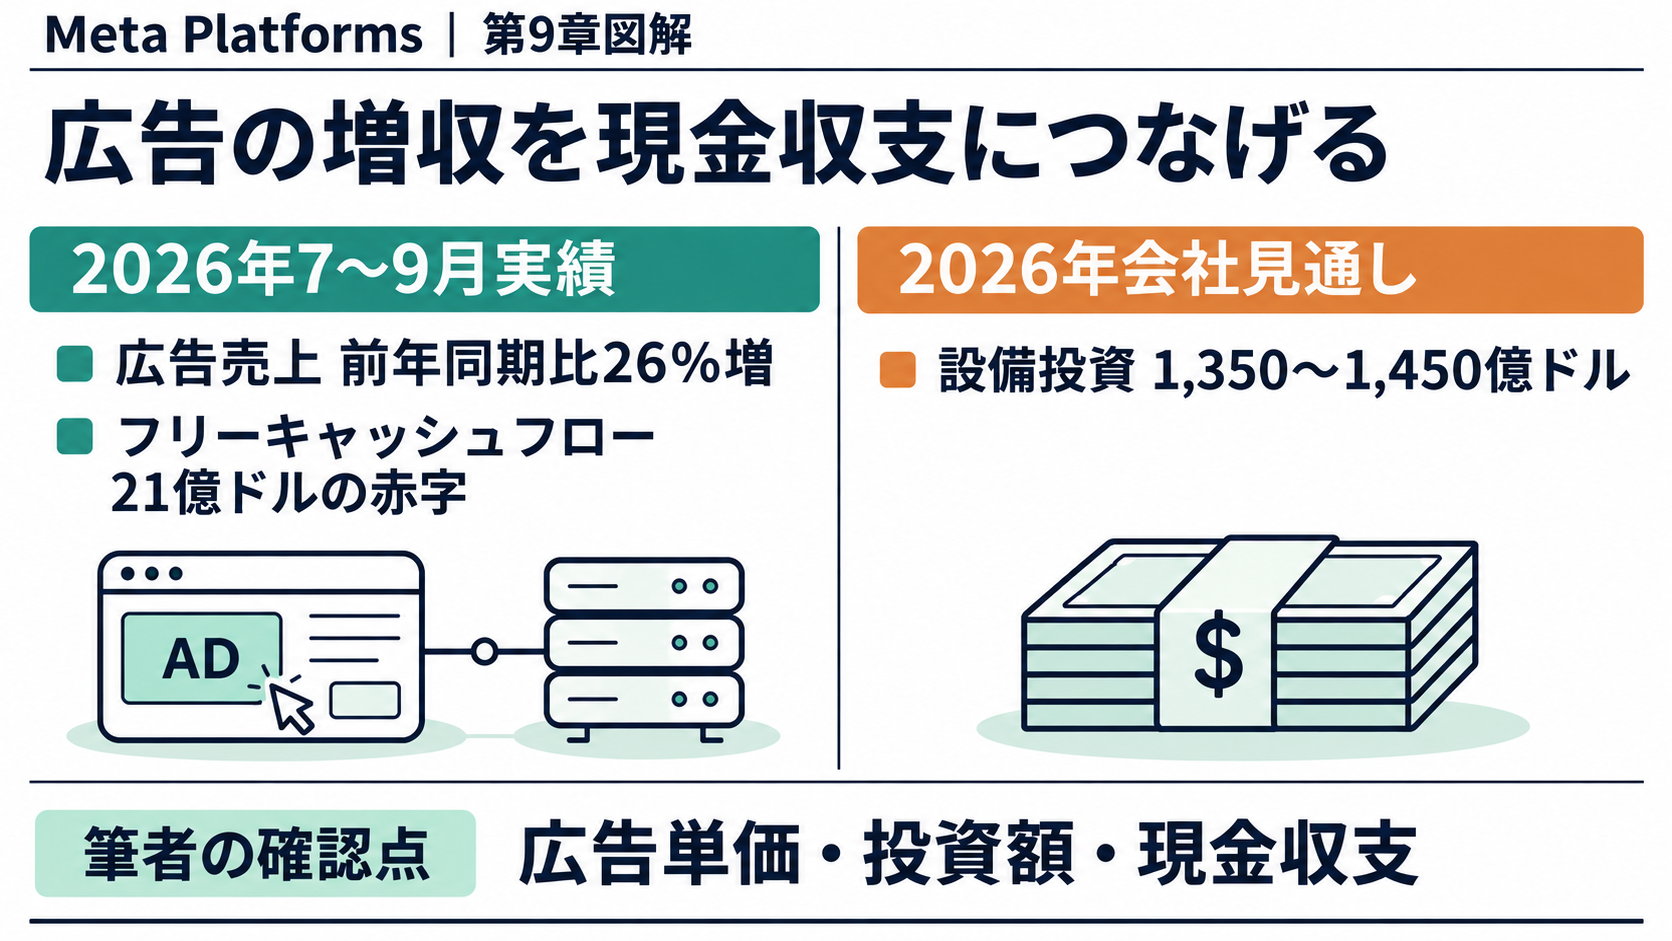 Meta Platforms｜第9章図解
広告の増収を現金収支につなげる
2026年7〜9月実績
広告売上 前年同期比26%増
フリーキャッシュフロー
21億ドルの赤字
AD
2026年会社見通し
設備投資 1,350〜1,450億ドル
$
筆者の確認点
広告単価・投資額・現金収支